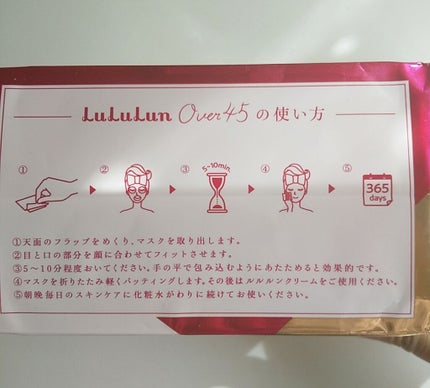 LuLuLun Over45 の使い方
① ② ③ ④ ⑤
5~10min.
365
days
①天面のフラップをめくり、マスクを取り出します。
②目と口の部分を顔に合わせてフィットさせます。
③5〜10分程度おいてください。手の平で包み込むようにあたためると効果的です。
④マスクを折りたたみ軽くパッティングします。その後はルルルンクリームをご使用ください。
⑤朝晩毎日のスキンケアに化粧水がわりに続けてお使いください。